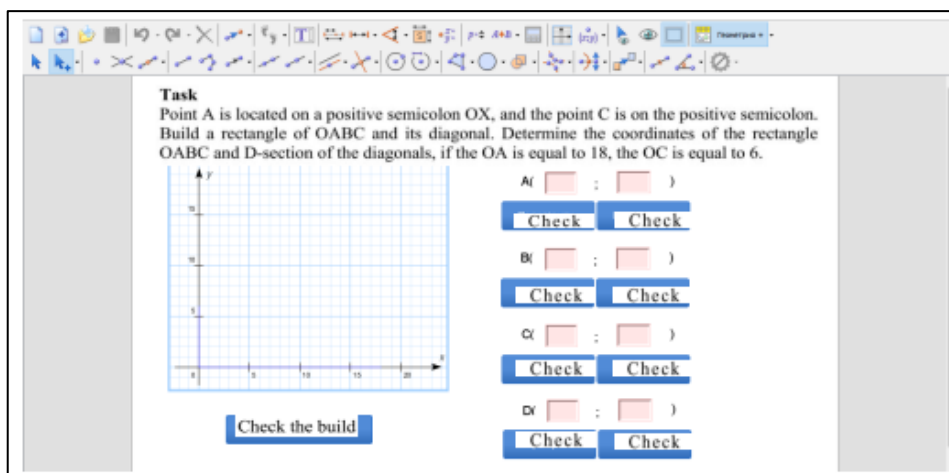 Task
Point A is located on a positive semicolon OX, and the point C is on the positive semicolon.
Build a rectangle of OABC and its diagonal. Determine the coordinates of the rectangle
OABC and D-section of the diagonals, if the OA is equal to 18, the OC is equal to 6.
y
15
10
5
x
0 5 10 15 20
Check the build
A( ; )
Check Check
B( ; )
Check Check
C( ; )
Check Check
D( ; )
Check Check